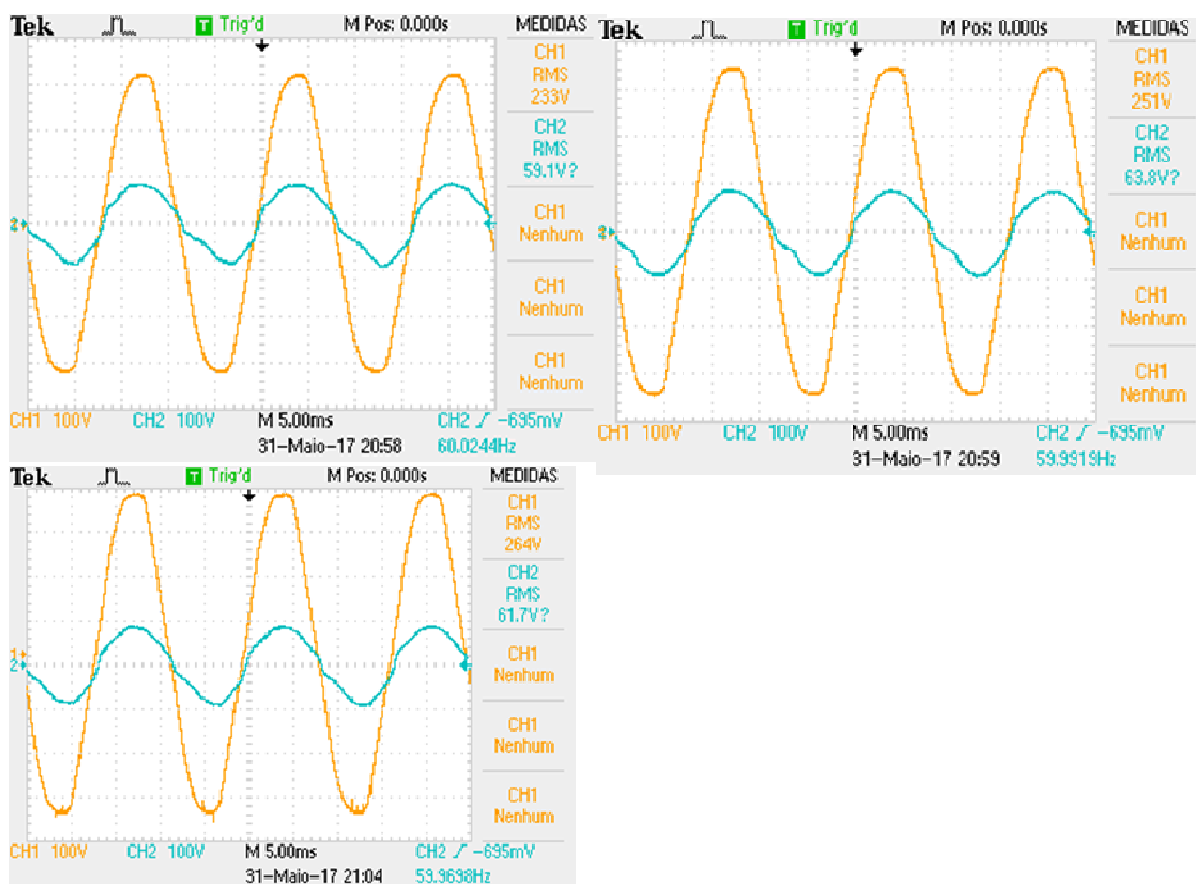 Tek
T Trig'd
M Pos: 0.000s
MEDIDAS
CH1
RMS
233V
CH2
RMS
59.1V?
CH1
Nenhum
CH1
Nenhum
CH1
Nenhum
2
CH1 100V
CH2 100V
M 5.00ms
CH2 -695mV
31-Maio-17 20:58
60.0244Hz
Tek
T Trig'd
M Pos: 0.000s
MEDIDAS
CH1
RMS
251V
CH2
RMS
63.8V?
CH1
Nenhum
CH1
Nenhum
CH1
Nenhum
2
CH1 100V
CH2 100V
M 5.00ms
CH2 -695mV
31-Maio-17 20:59
59.9919Hz
Tek
T Trig'd
M Pos: 0.000s
MEDIDAS
CH1
RMS
264V
CH2
RMS
61.7V?
CH1
Nenhum
CH1
Nenhum
CH1
Nenhum
1
2
CH1 100V
CH2 100V
M 5.00ms
CH2 -695mV
31-Maio-17 21:04
59.9698Hz